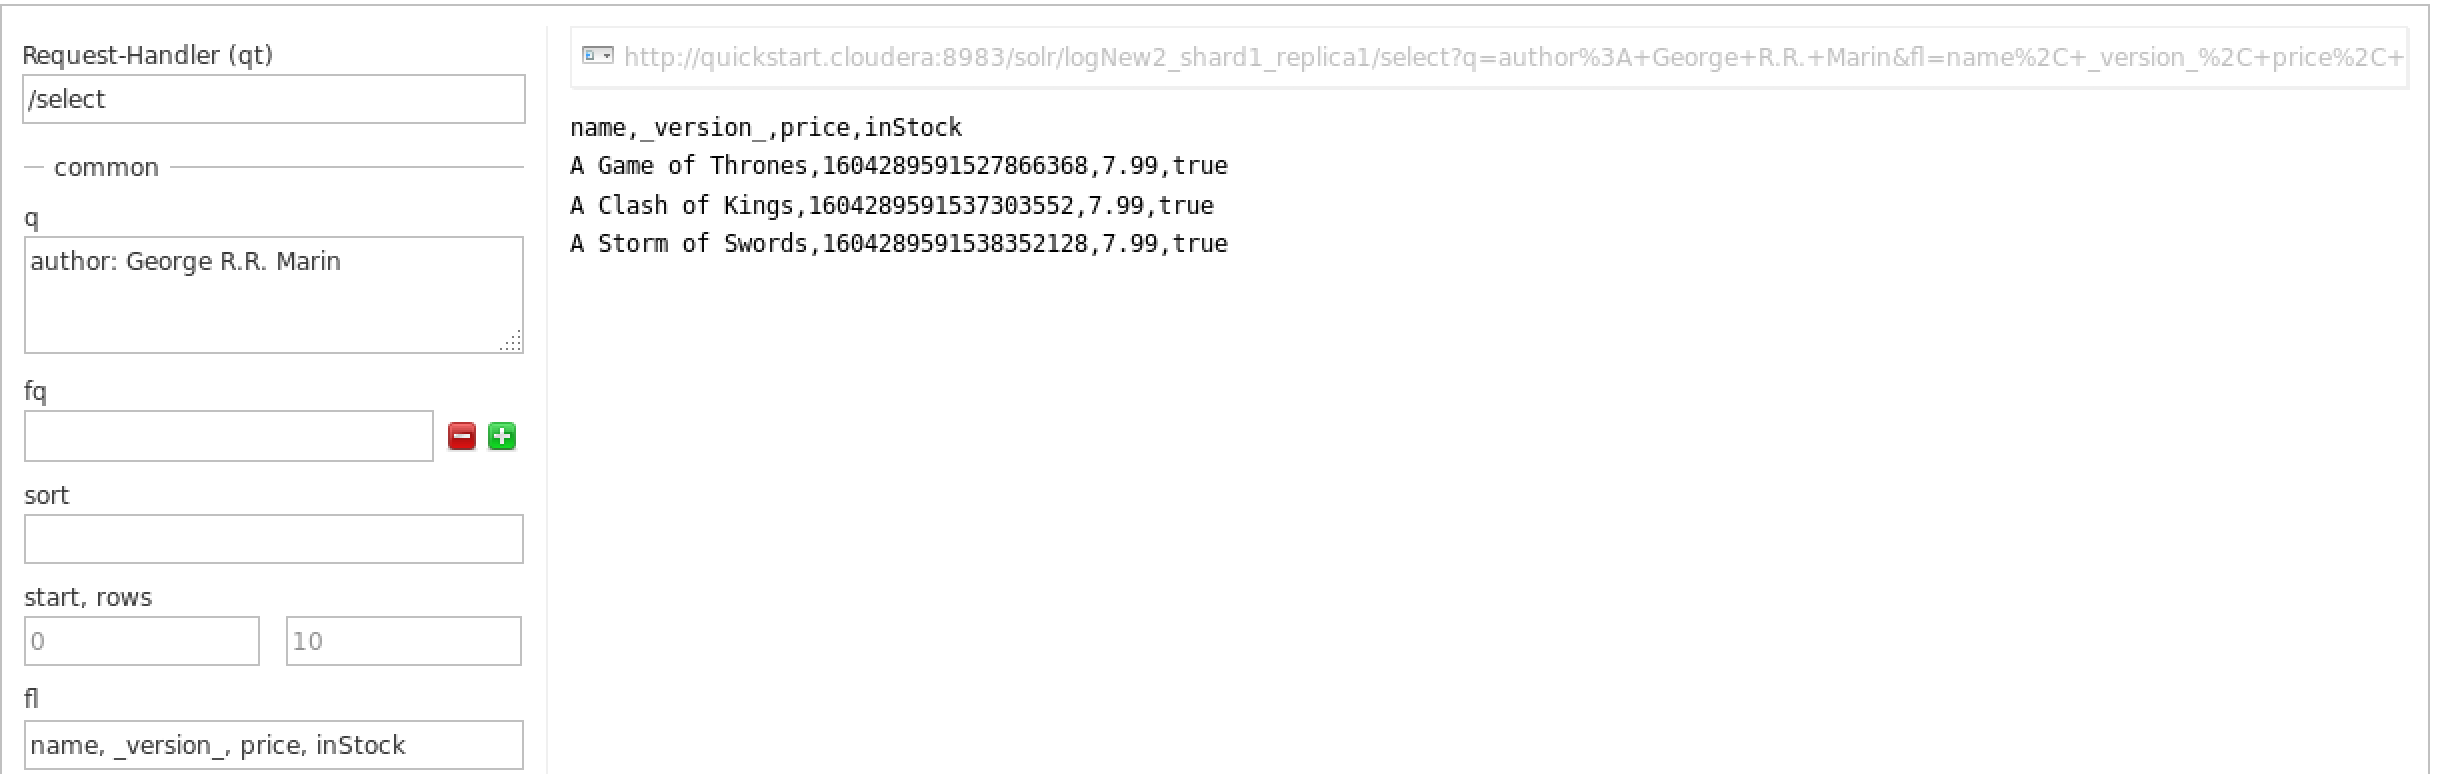 Request-Handler (qt)
/select
common
q
author: George R.R. Marin
fq
sort
start, rows
0 10
fl
name, _version_, price, inStock
http://quickstart.cloudera:8983/solr/logNew2_shard1_replica1/select?q=author%3A+George+R.R.+Marin&fl=name%2C+_version_%2C+price%2C+
name,_version_,price,inStock
A Game of Thrones,1604289591527866368,7.99,true
A Clash of Kings,1604289591537303552,7.99,true
A Storm of Swords,1604289591538352128,7.99,true